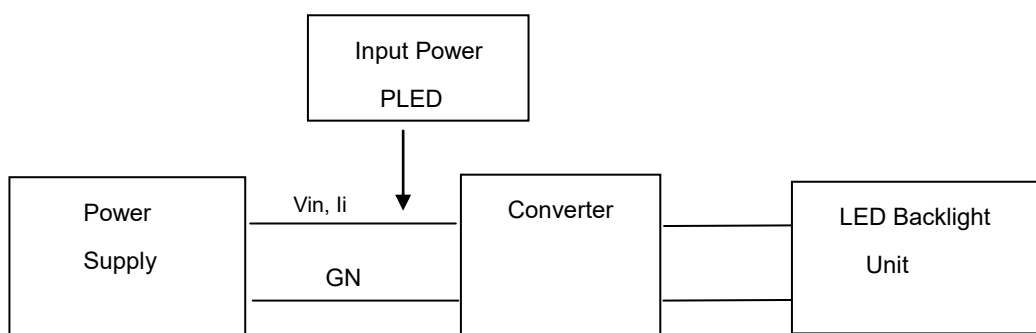 Input Power
PLED
Power
Supply
Vin, Ii
GN
Converter
LED Backlight
Unit